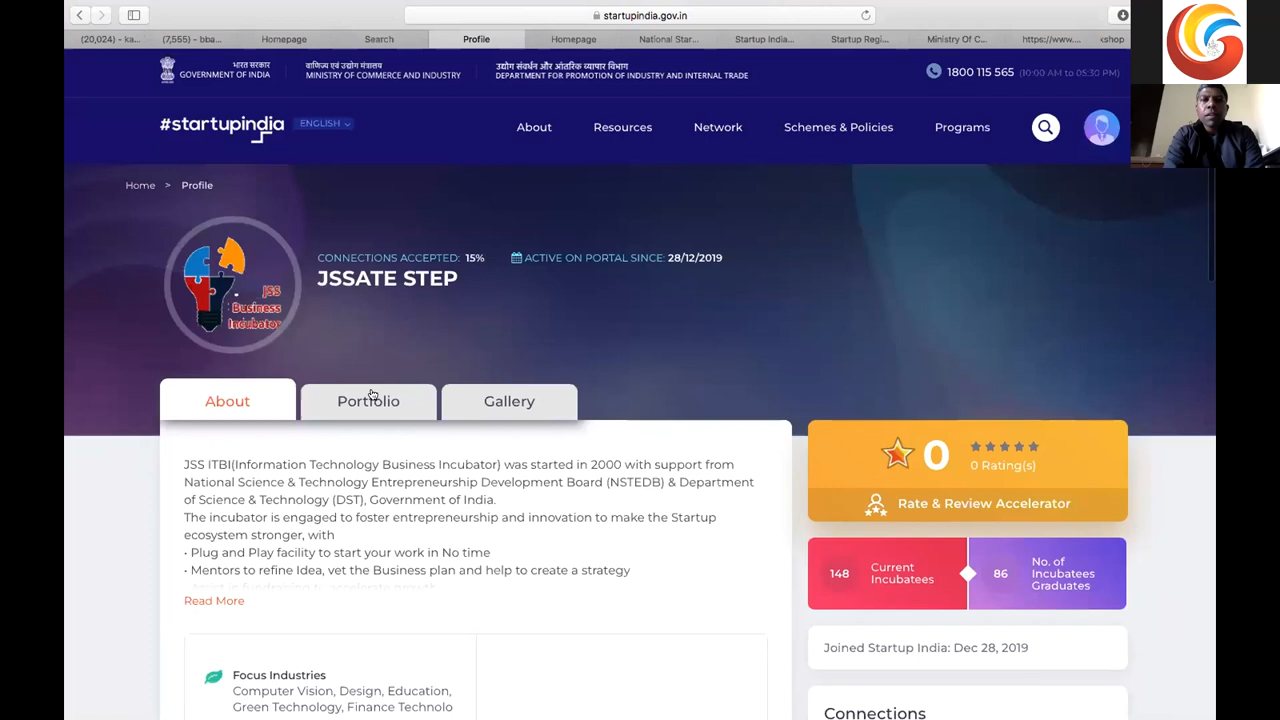 startupindia.gov.in
(20,024) - ka...
(7,555) - bba...
Homepage
Search
Profile
Homepage
National Star...
Startup India...
Startup Regi...
Ministry Of C...
https://www....
kshop
भारत सरकार
GOVERNMENT OF INDIA
वाणिज्य एवं उद्योग मंत्रालय
MINISTRY OF COMMERCE AND INDUSTRY
उद्योग संवर्धन और आंतरिक व्यापार विभाग
DEPARTMENT FOR PROMOTION OF INDUSTRY AND INTERNAL TRADE
1800 115 565 (10:00 AM to 05:30 PM)
#startupindia
ENGLISH
About
Resources
Network
Schemes & Policies
Programs
Home > Profile
JSS
Business
Incubator
CONNECTIONS ACCEPTED: 15%
ACTIVE ON PORTAL SINCE: 28/12/2019
JSSATE STEP
About
Portfolio
Gallery
JSS ITBI(Information Technology Business Incubator) was started in 2000 with support from
National Science & Technology Entrepreneurship Development Board (NSTEDB) & Department
of Science & Technology (DST), Government of India.
The incubator is engaged to foster entrepreneurship and innovation to make the Startup
ecosystem stronger, with
• Plug and Play facility to start your work in No time
• Mentors to refine Idea, vet the Business plan and help to create a strategy
Read More
Focus Industries
Computer Vision, Design, Education,
Green Technology, Finance Technolo
0
0 Rating(s)
Rate & Review Accelerator
148
Current
Incubatees
86
No. of
Incubatees
Graduates
Joined Startup India: Dec 28, 2019
Connections